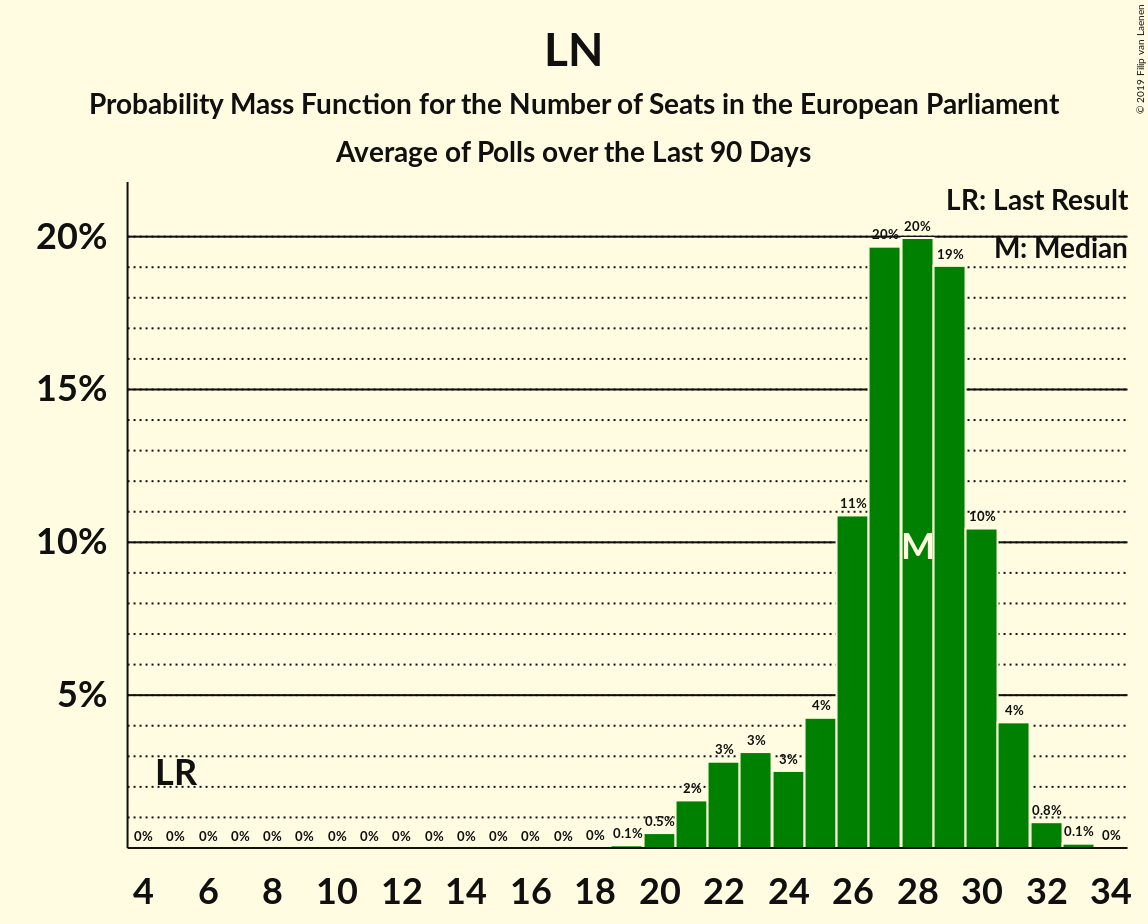 LN
Probability Mass Function for the Number of Seats in the European Parliament
Average of Polls over the Last 90 Days
© 2019 Filip van Laenen
LR: Last Result
M: Median
20%
15%
10%
5%
LR
M
0% 0% 0% 0% 0% 0% 0% 0% 0% 0% 0% 0% 0% 0% 0% 0.1% 0.5% 2% 3% 3% 3% 4% 11% 20% 20% 19% 10% 4% 0.8% 0.1% 0%
4 6 8 10 12 14 16 18 20 22 24 26 28 30 32 34